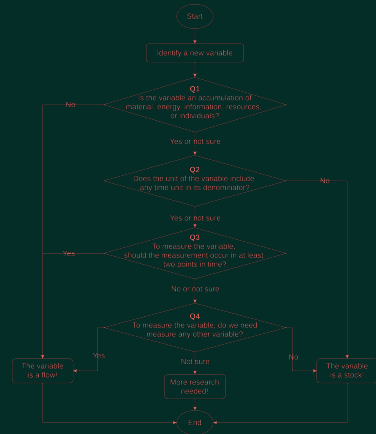 Start
Identify a new variable
Q1
Is the variable an accumulation of
material, energy, information, resources,
or individuals?
No
Yes or not sure
Q2
Does the unit of the variable include
any time unit in its denominator?
No
Yes or not sure
Q3
To measure the variable,
should the measurement occur in at least
two points in time?
Yes
No or not sure
Q4
To measure the variable, do we need
measure any other variable?
Yes
Not sure
No
The variable
is a flow!
More research
needed!
The variable
is a stock!
End